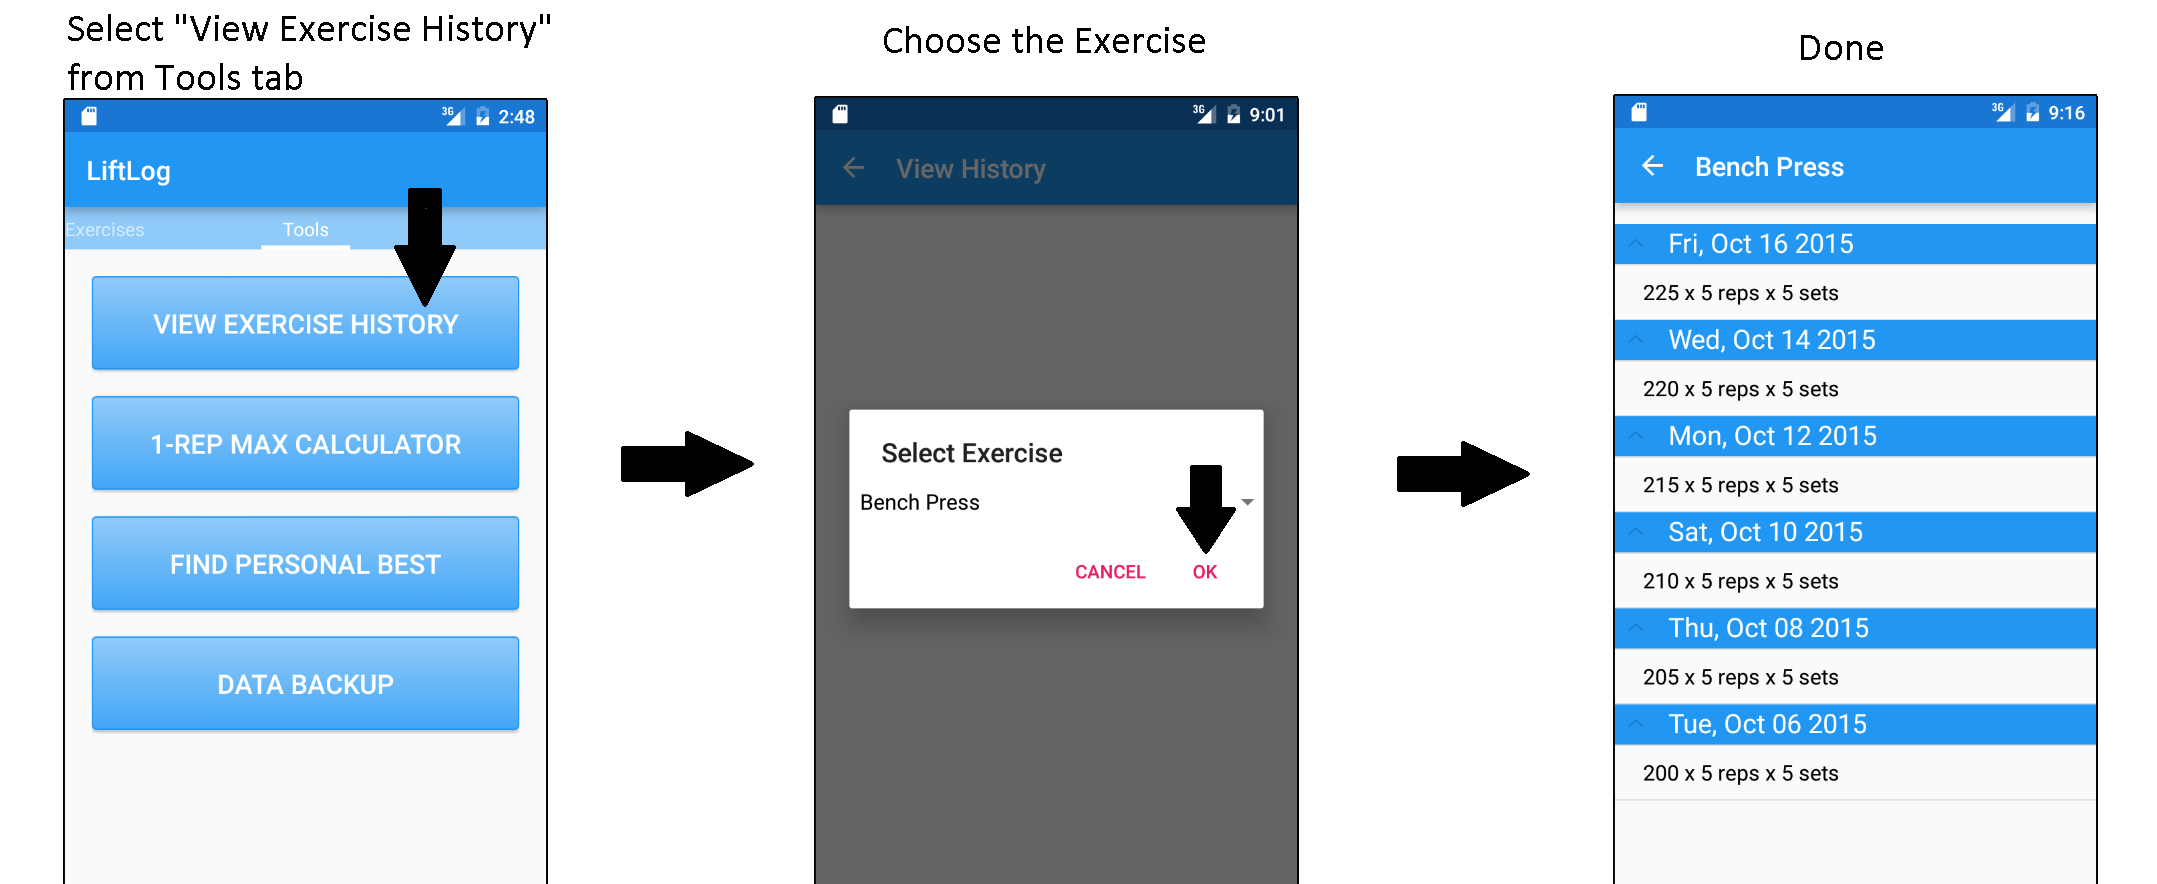 Select "View Exercise History"
from Tools tab
3G 2:48
LiftLog
Exercises Tools
VIEW EXERCISE HISTORY
1-REP MAX CALCULATOR
FIND PERSONAL BEST
DATA BACKUP
Choose the Exercise
3G 9:01
View History
Select Exercise
Bench Press
CANCEL OK
Done
3G 9:16
Bench Press
Fri, Oct 16 2015
225 x 5 reps x 5 sets
Wed, Oct 14 2015
220 x 5 reps x 5 sets
Mon, Oct 12 2015
215 x 5 reps x 5 sets
Sat, Oct 10 2015
210 x 5 reps x 5 sets
Thu, Oct 08 2015
205 x 5 reps x 5 sets
Tue, Oct 06 2015
200 x 5 reps x 5 sets